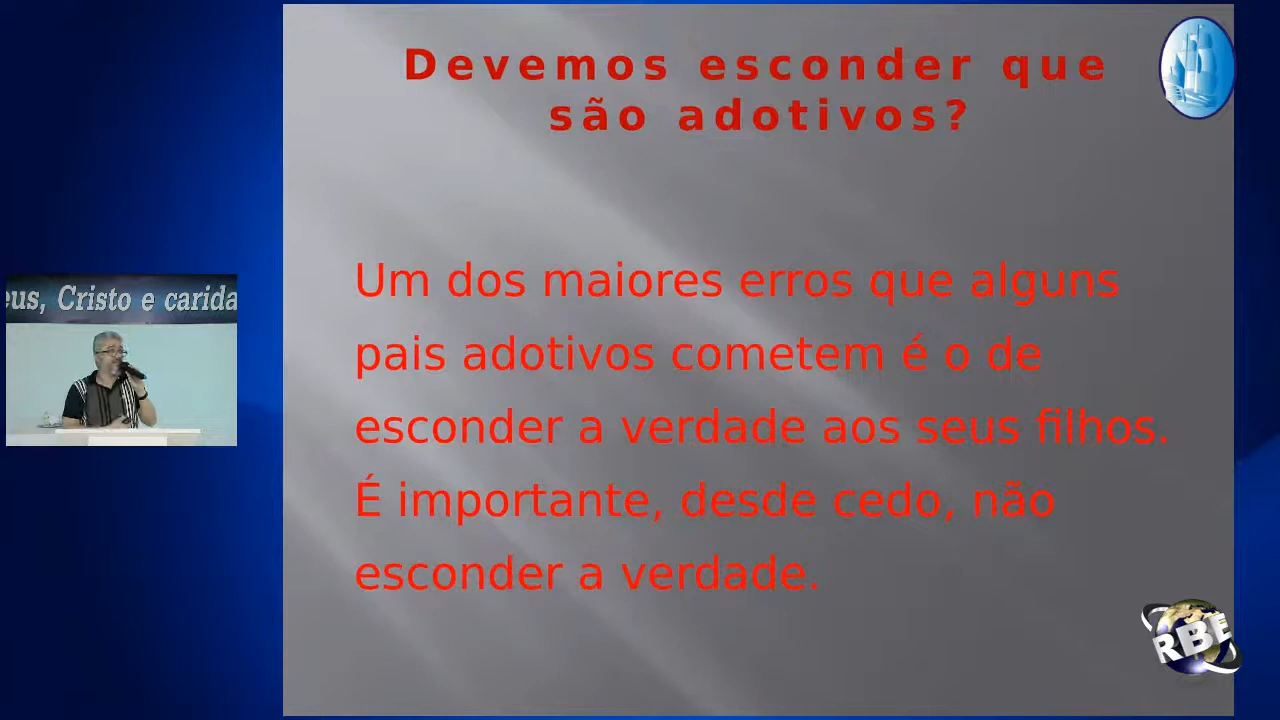 Devemos esconder que
são adotivos?
Um dos maiores erros que alguns
pais adotivos cometem é o de
esconder a verdade aos seus filhos.
É importante, desde cedo, não
esconder a verdade.
eus, Cristo e carida
RBE